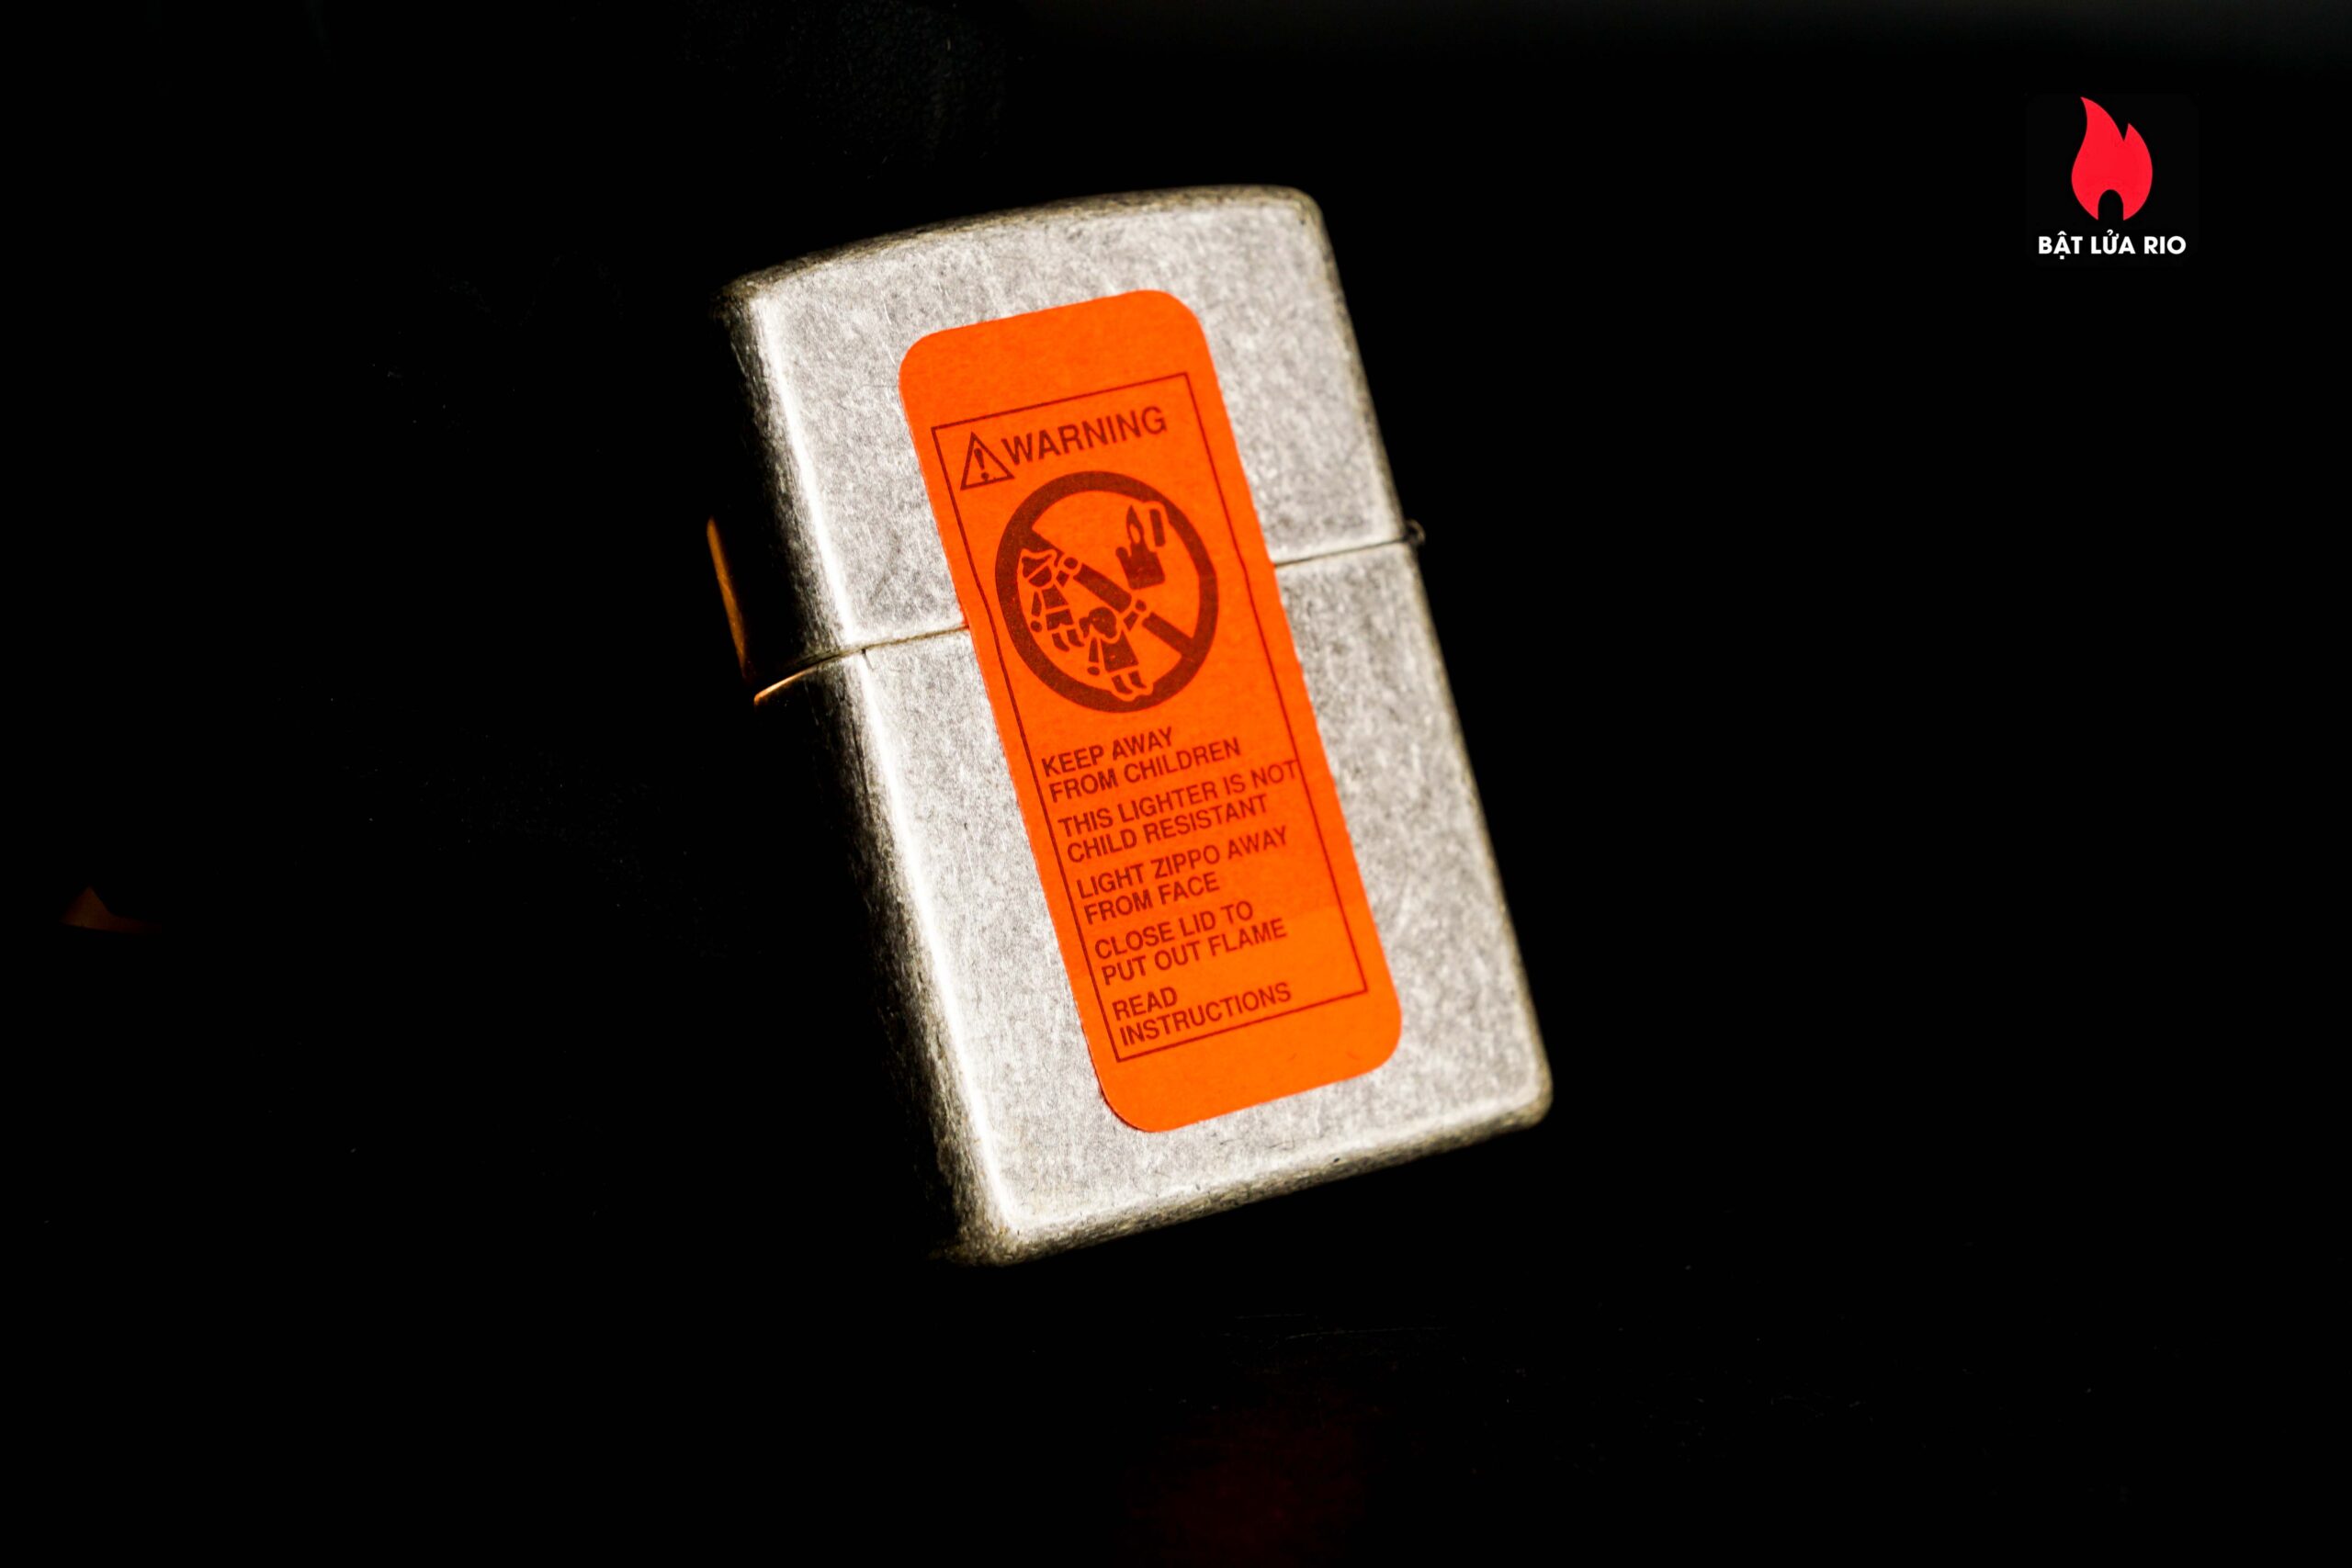 BẬT LỬA RIO
WARNING
KEEP AWAY
FROM CHILDREN
THIS LIGHTER IS NOT
CHILD RESISTANT
LIGHT ZIPPO AWAY
FROM FACE
CLOSE LID TO
PUT OUT FLAME
READ
INSTRUCTIONS